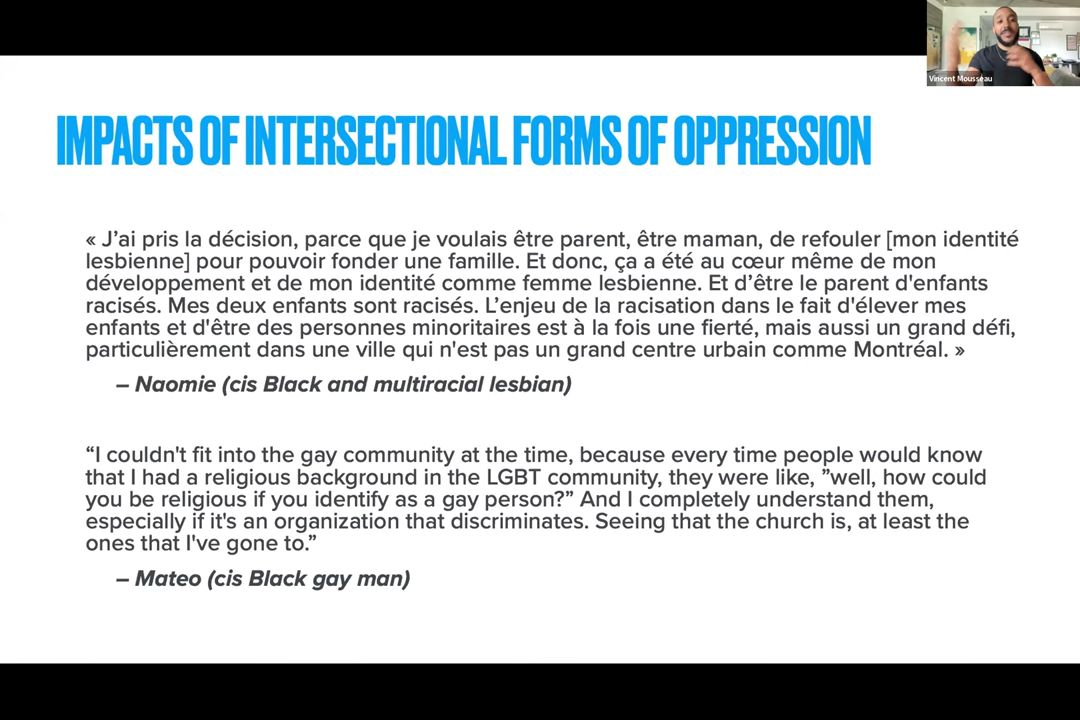 Vincent Mousseau
IMPACTS OF INTERSECTIONAL FORMS OF OPPRESSION
« J’ai pris la décision, parce que je voulais être parent, être maman, de refouler [mon identité
lesbienne] pour pouvoir fonder une famille. Et donc, ça a été au cœur même de mon
développement et de mon identité comme femme lesbienne. Et d’être le parent d'enfants
racisés. Mes deux enfants sont racisés. L’enjeu de la racisation dans le fait d'élever mes
enfants et d'être des personnes minoritaires est à la fois une fierté, mais aussi un grand défi,
particulièrement dans une ville qui n'est pas un grand centre urbain comme Montréal. »
– Naomie (cis Black and multiracial lesbian)
“I couldn't fit into the gay community at the time, because every time people would know
that I had a religious background in the LGBT community, they were like, ”well, how could
you be religious if you identify as a gay person?” And I completely understand them,
especially if it's an organization that discriminates. Seeing that the church is, at least the
ones that I've gone to.”
– Mateo (cis Black gay man)